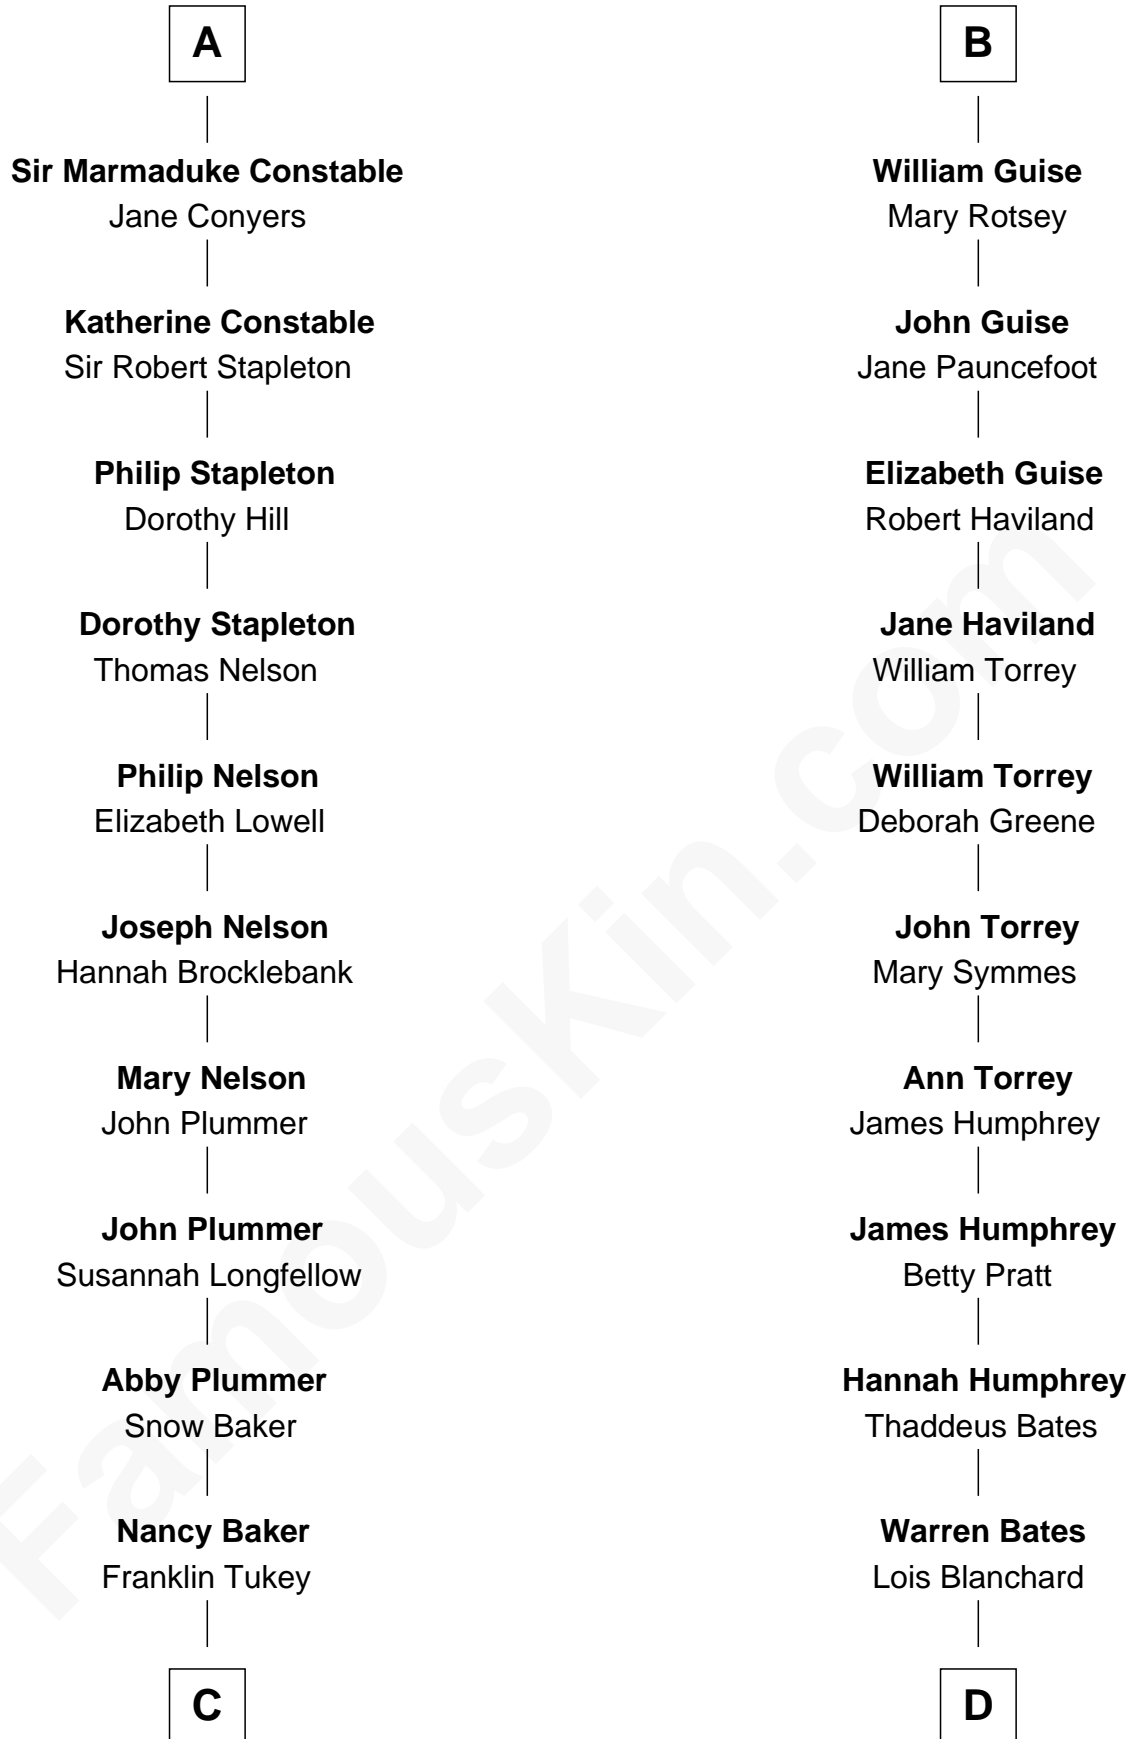 A
Sir Marmaduke Constable
Jane Conyers
Katherine Constable
Sir Robert Stapleton
Philip Stapleton
Dorothy Hill
Dorothy Stapleton
Thomas Nelson
Philip Nelson
Elizabeth Lowell
Joseph Nelson
Hannah Brocklebank
Mary Nelson
John Plummer
John Plummer
Susannah Longfellow
Abby Plummer
Snow Baker
Nancy Baker
Franklin Tukey
C
B
William Guise
Mary Rotsey
John Guise
Jane Pauncefoot
Elizabeth Guise
Robert Haviland
Jane Haviland
William Torrey
William Torrey
Deborah Greene
John Torrey
Mary Symmes
Ann Torrey
James Humphrey
James Humphrey
Betty Pratt
Hannah Humphrey
Thaddeus Bates
Warren Bates
Lois Blanchard
D
FamousKin.com